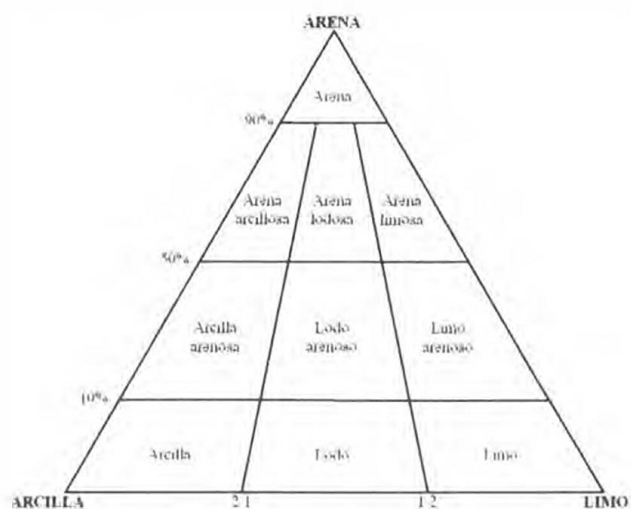 ARENA
Arena
90%
Arena
arcillosa
Arena
lodosa
Arena
limosa
50%
Arcilla
arenosa
Lodo
arenoso
Limo
arenoso
10%
Arcilla
Lodo
Limo
ARCILLA
2:1
1:2
LIMO